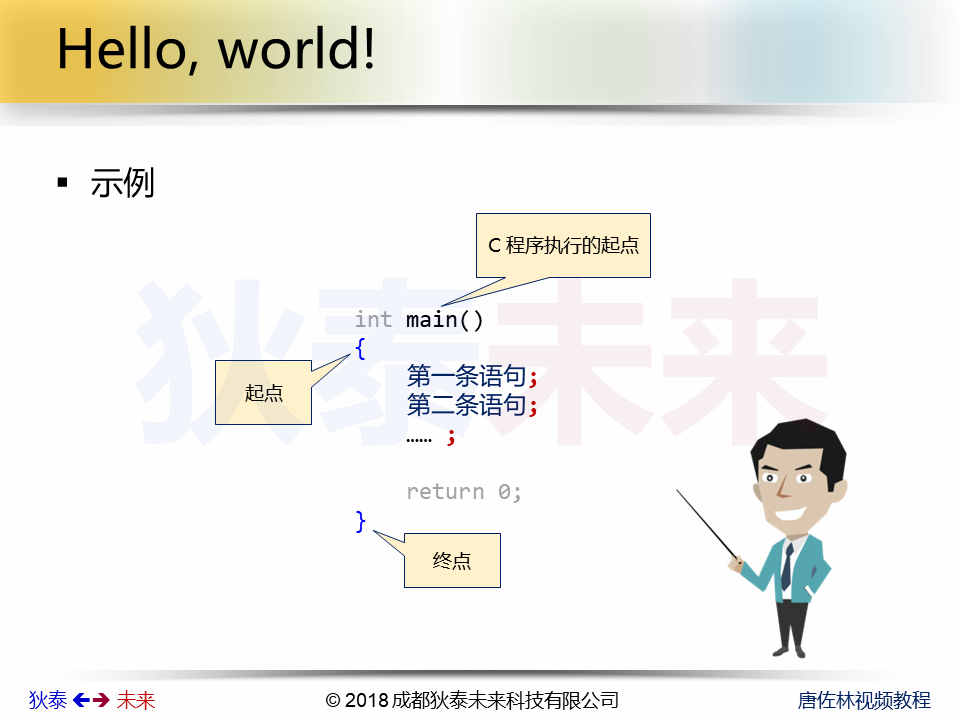 Hello, world!
▪ 示例
C 程序执行的起点
int main()
{
起点
第一条语句;
第二条语句;
…… ;
return 0;
}
终点
狄泰未来
狄泰 🡸🡺 未来
© 2018 成都狄泰未来科技有限公司
唐佐林视频教程